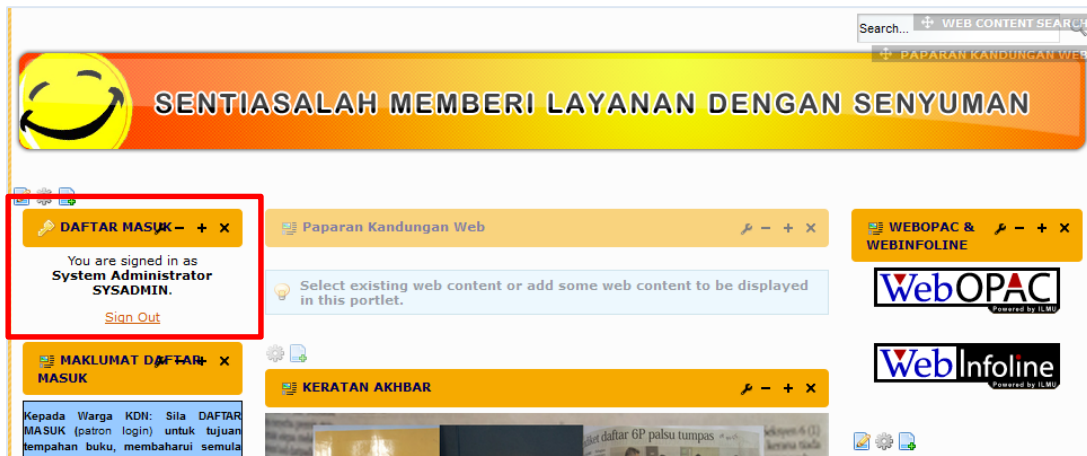 Search...
WEB CONTENT SEARCH
PAPARAN KANDUNGAN WEB
SENTIASALAH MEMBERI LAYANAN DENGAN SENYUMAN
DAFTAR MASUK
You are signed in as
System Administrator
SYSADMIN.
Sign Out
MAKLUMAT DAFTAR
MASUK
Kepada Warga KDN: Sila DAFTAR
MASUK (patron login) untuk tujuan
tempahan buku, membaharui semula
Paparan Kandungan Web
Select existing web content or add some web content to be displayed
in this portlet.
KERATAN AKHBAR
daftar 6P palsu tumpas
WEBOPAC &
WEBINFOLINE
WebOPAC
Powered by ILMU
WebInfoline
Powered by ILMU